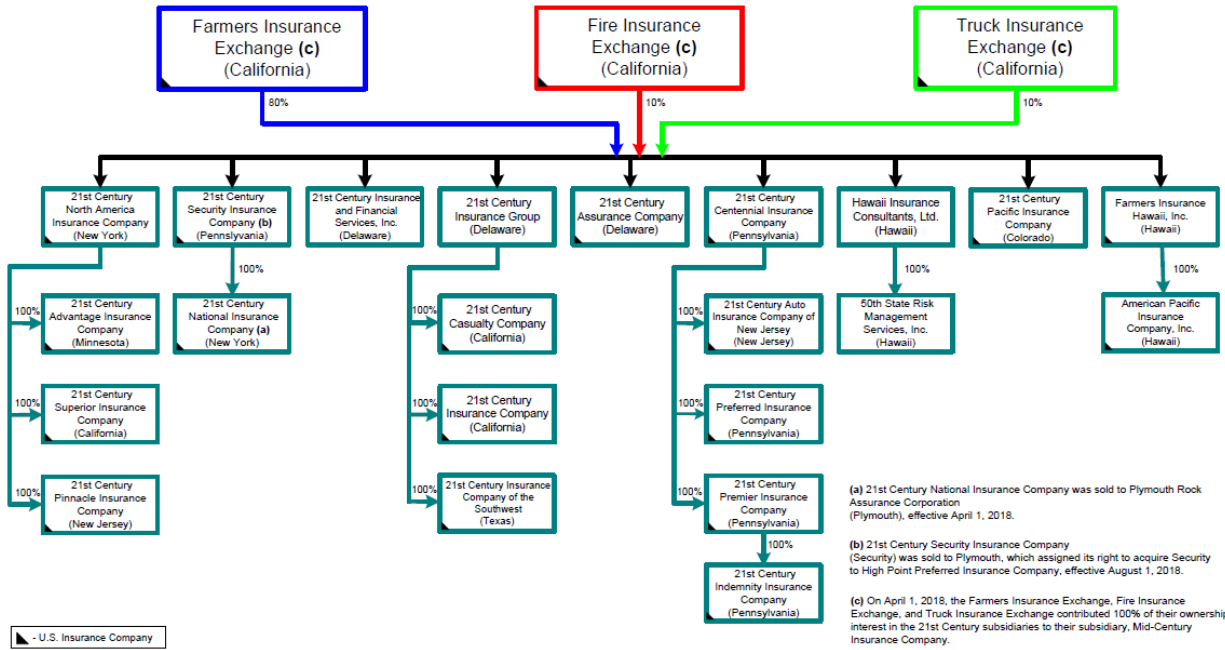 Farmers Insurance
Exchange (c)
(California)
Fire Insurance
Exchange (c)
(California)
Truck Insurance
Exchange (c)
(California)
80%
10%
10%
21st Century
North America
Insurance Company
(New York)
21st Century
Security Insurance
Company (b)
(Pennslyvania)
21st Century Insurance
and Financial
Services, Inc.
(Delaware)
21st Century
Insurance Group
(Delaware)
21st Century
Assurance Company
(Delaware)
21st Century
Centennial Insurance
Company
(Pennsylvania)
Hawaii Insurance
Consultants, Ltd.
(Hawaii)
21st Century
Pacific Insurance
Company
(Colorado)
Farmers Insurance
Hawaii, Inc.
(Hawaii)
100%
100%
100%
100%
21st Century
Advantage Insurance
Company
(Minnesota)
21st Century
National Insurance
Company (a)
(New York)
100%
21st Century
Casualty Company
(California)
100%
21st Century Auto
Insurance Company of
New Jersey
(New Jersey)
50th State Risk
Management
Services, Inc.
(Hawaii)
American Pacific
Insurance
Company, Inc.
(Hawaii)
100%
21st Century
Superior Insurance
Company
(California)
100%
21st Century
Insurance Company
(California)
100%
21st Century
Preferred Insurance
Company
(Pennsylvania)
100%
21st Century
Pinnacle Insurance
Company
(New Jersey)
100%
21st Century Insurance
Company of the
Southwest
(Texas)
100%
21st Century
Premier Insurance
Company
(Pennsylvania)
100%
21st Century
Indemnity Insurance
Company
(Pennsylvania)
(a) 21st Century National Insurance Company was sold to Plymouth Rock
Assurance Corporation
(Plymouth), effective April 1, 2018.
(b) 21st Century Security Insurance Company
(Security) was sold to Plymouth, which assigned its right to acquire Security
to High Point Preferred Insurance Company, effective August 1, 2018.
(c) On April 1, 2018, the Farmers Insurance Exchange, Fire Insurance
Exchange, and Truck Insurance Exchange contributed 100% of their ownership
interest in the 21st Century subsidiaries to their subsidiary, Mid-Century
Insurance Company.
- U.S. Insurance Company